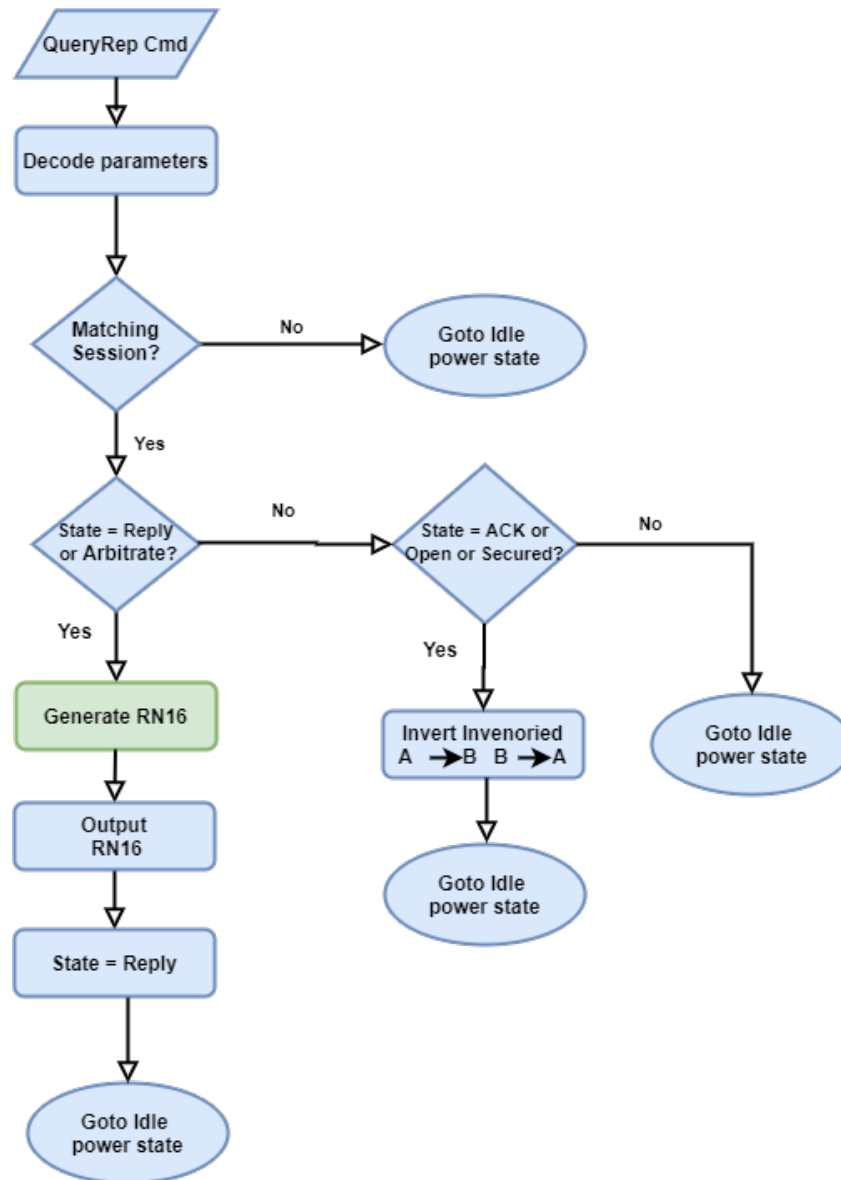 QueryRep Cmd
Decode parameters
Matching
Session?
No
Goto Idle
power state
Yes
State = Reply
or Arbitrate?
No
State = ACK or
Open or Secured?
No
Yes
Yes
Generate RN16
Invert Invenoried
A B B A
Goto Idle
power state
Output
RN16
Goto Idle
power state
State = Reply
Goto Idle
power state